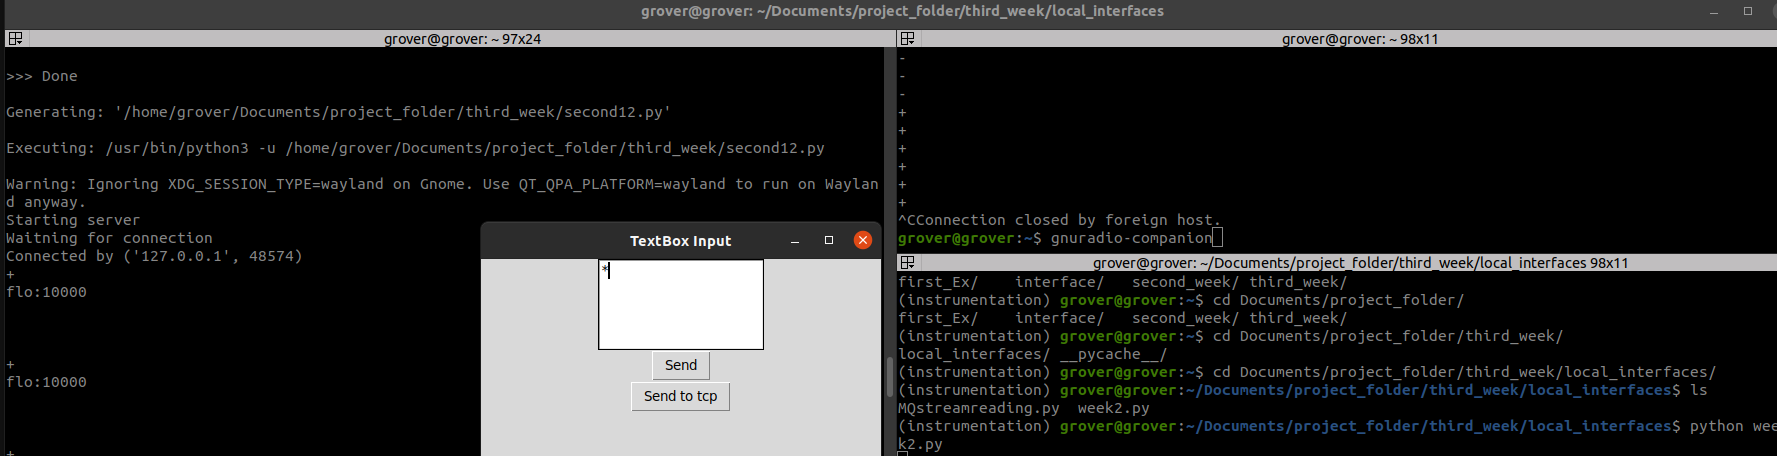 grover@grover: ~/Documents/project_folder/third_week/local_interfaces
grover@grover: ~ 97x24
>>> Done
Generating: '/home/grover/Documents/project_folder/third_week/second12.py'
Executing: /usr/bin/python3 -u /home/grover/Documents/project_folder/third_week/second12.py
Warning: Ignoring XDG_SESSION_TYPE=wayland on Gnome. Use QT_QPA_PLATFORM=wayland to run on Waylan
d anyway.
Starting server
Waitning for connection
Connected by ('127.0.0.1', 48574)
+
flo:10000
+
flo:10000
+
TextBox Input
*
Send
Send to tcp
grover@grover: ~ 98x11
-
-
-
+
+
+
+
+
+
^CConnection closed by foreign host.
grover@grover:~$ gnuradio-companion
grover@grover: ~/Documents/project_folder/third_week/local_interfaces 98x11
first_Ex/    interface/   second_week/ third_week/
(instrumentation) grover@grover:~$ cd Documents/project_folder/
first_Ex/    interface/   second_week/ third_week/
(instrumentation) grover@grover:~$ cd Documents/project_folder/third_week/
local_interfaces/ __pycache__/
(instrumentation) grover@grover:~$ cd Documents/project_folder/third_week/local_interfaces/
(instrumentation) grover@grover:~/Documents/project_folder/third_week/local_interfaces$ ls
MQstreamreading.py  week2.py
(instrumentation) grover@grover:~/Documents/project_folder/third_week/local_interfaces$ python wee
k2.py